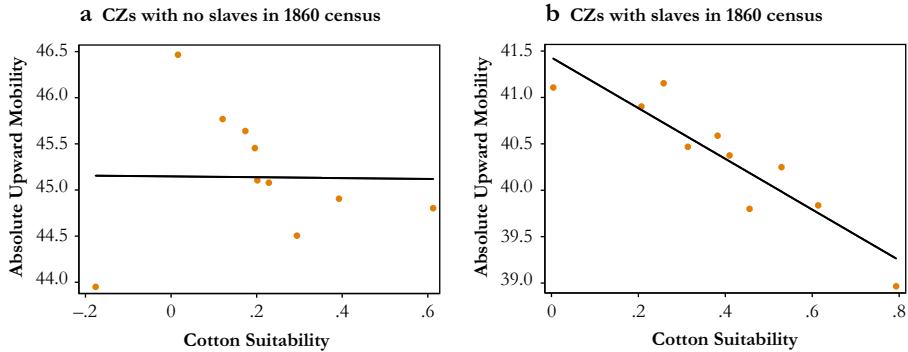 a CZs with no slaves in 1860 census
Absolute Upward Mobility
46.5
46.0
45.5
45.0
44.5
44.0
–.2 0 .2 .4 .6
Cotton Suitability
b CZs with slaves in 1860 census
Absolute Upward Mobility
41.5
41.0
40.5
40.0
39.5
39.0
0 .2 .4 .6 .8
Cotton Suitability